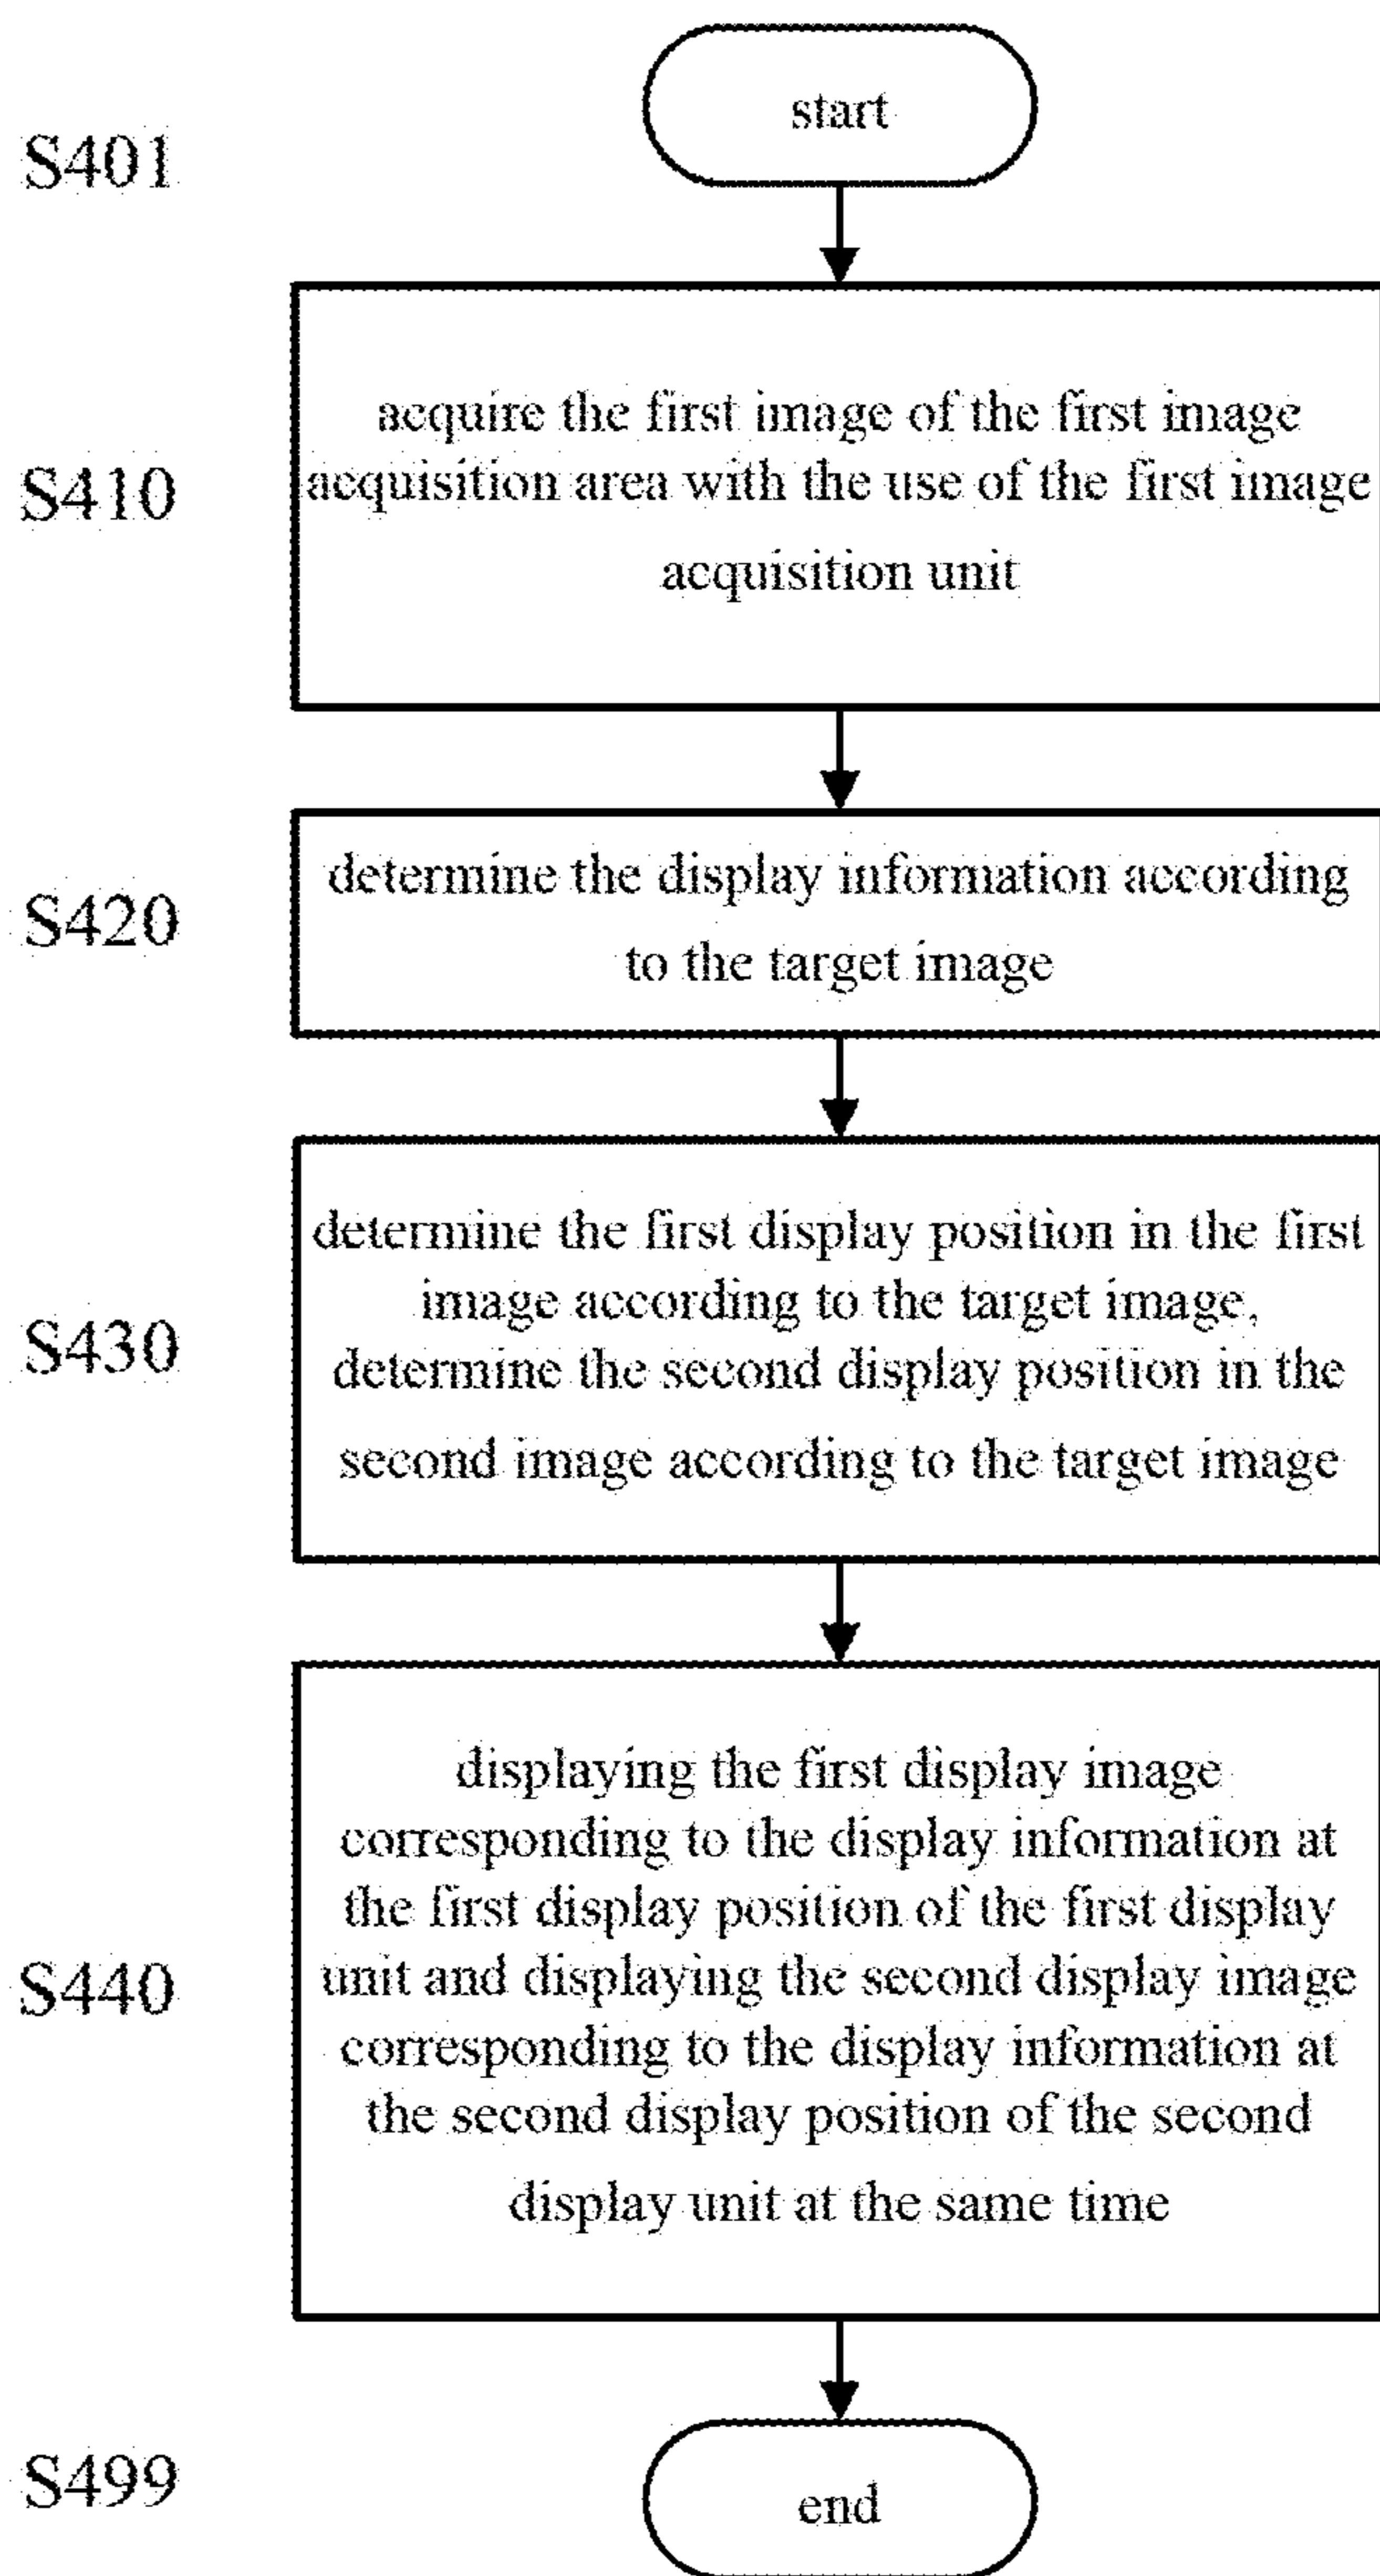 start
S401
acquire the first image of the first image
acquisition area with the use of the first image
acquisition unit
S410
determine the display information according
to the target image
S420
determine the first display position in the first
image according to the target image,
determine the second display position in the
second image according to the target image
S430
displaying the first display image
corresponding to the display information at
the first display position of the first display
unit and displaying the second display image
corresponding to the display information at
the second display position of the second
display unit at the same time
S440
end
S499